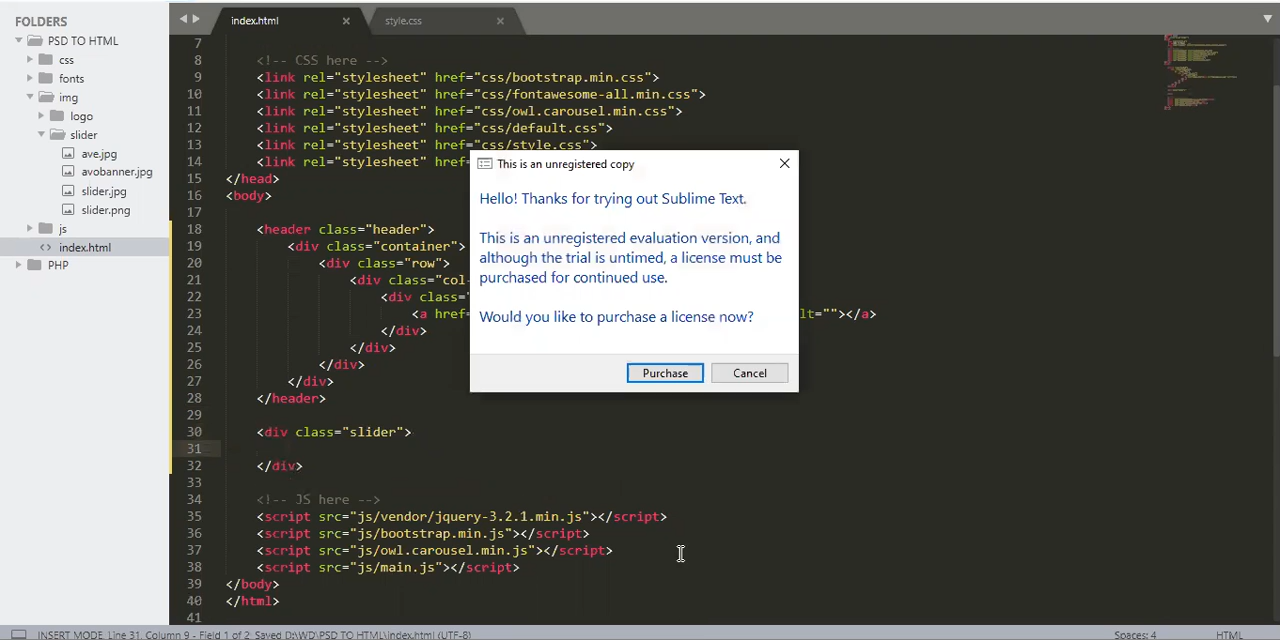 FOLDERS
PSD TO HTML
css
fonts
img
logo
slider
ave.jpg
avobanner.jpg
slider.jpg
slider.png
js
index.html
PHP
index.html
style.css
7
8 <!-- CSS here -->
9 <link rel="stylesheet" href="css/bootstrap.min.css">
10 <link rel="stylesheet" href="css/fontawesome-all.min.css">
11 <link rel="stylesheet" href="css/owl.carousel.min.css">
12 <link rel="stylesheet" href="css/default.css">
13 <link rel="stylesheet" href="css/style.css">
14 <link rel="stylesheet"
15 </head>
16 <body>
17
18 <header class="header">
19 <div class="container">
20 <div class="row">
21 <div class="col-
22 <div class=
23 <a href= lt=""></a>
24 </div>
25 </div>
26 </div>
27 </div>
28 </header>
29
30 <div class="slider">
31
32 </div>
33
34 <!-- JS here -->
35 <script src="js/vendor/jquery-3.2.1.min.js"></script>
36 <script src="js/bootstrap.min.js"></script>
37 <script src="js/owl.carousel.min.js"></script>
38 <script src="js/main.js"></script>
39 </body>
40 </html>
41
This is an unregistered copy
Hello! Thanks for trying out Sublime Text.
This is an unregistered evaluation version, and
although the trial is untimed, a license must be
purchased for continued use.
Would you like to purchase a license now?
Purchase
Cancel
INSERT MODE, Line 31, Column 9 - Field 1 of 2, Saved D:\WD\PSD TO HTML\index.html (UTF-8)
Spaces: 4
HTML